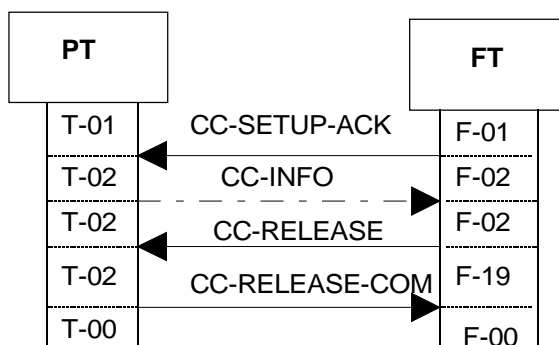 PT
FT
T-01 CC-SETUP-ACK F-01
T-02 CC-INFO F-02
T-02 CC-RELEASE F-02
T-02 CC-RELEASE-COM F-19
T-00 F-00